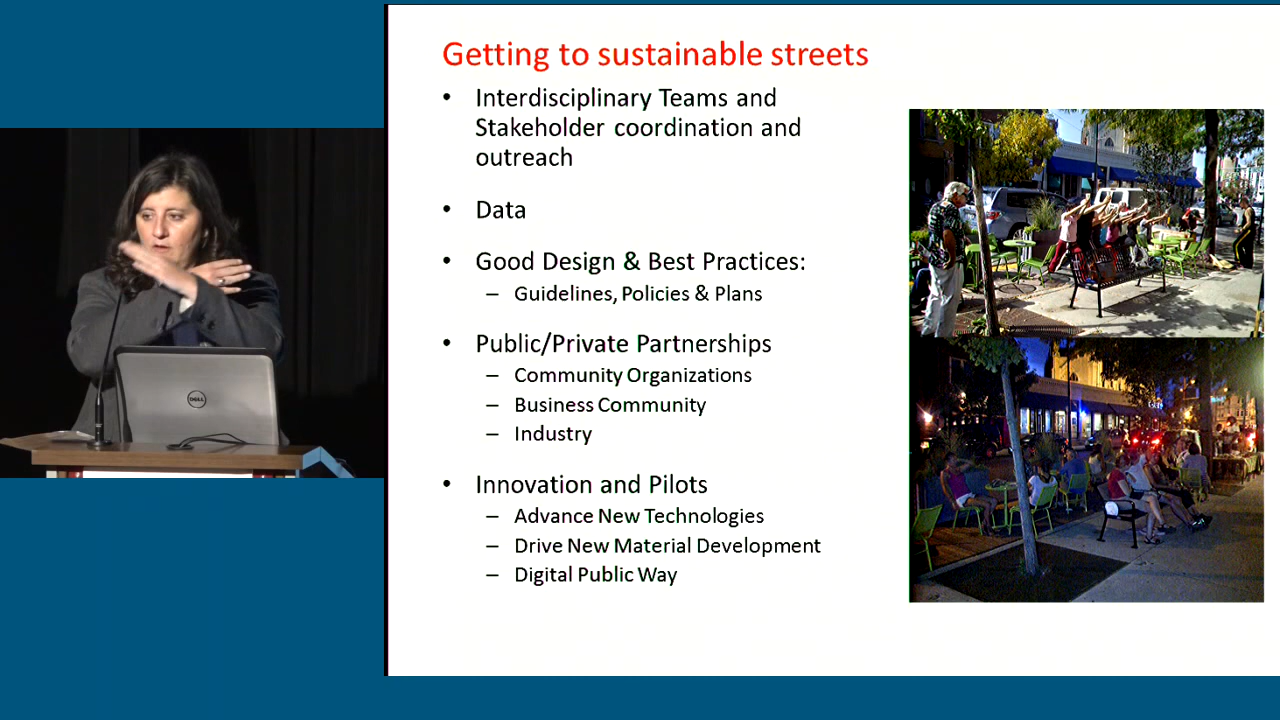 Getting to sustainable streets
• Interdisciplinary Teams and
Stakeholder coordination and
outreach
• Data
• Good Design & Best Practices:
– Guidelines, Policies & Plans
• Public/Private Partnerships
– Community Organizations
– Business Community
– Industry
• Innovation and Pilots
– Advance New Technologies
– Drive New Material Development
– Digital Public Way
DELL